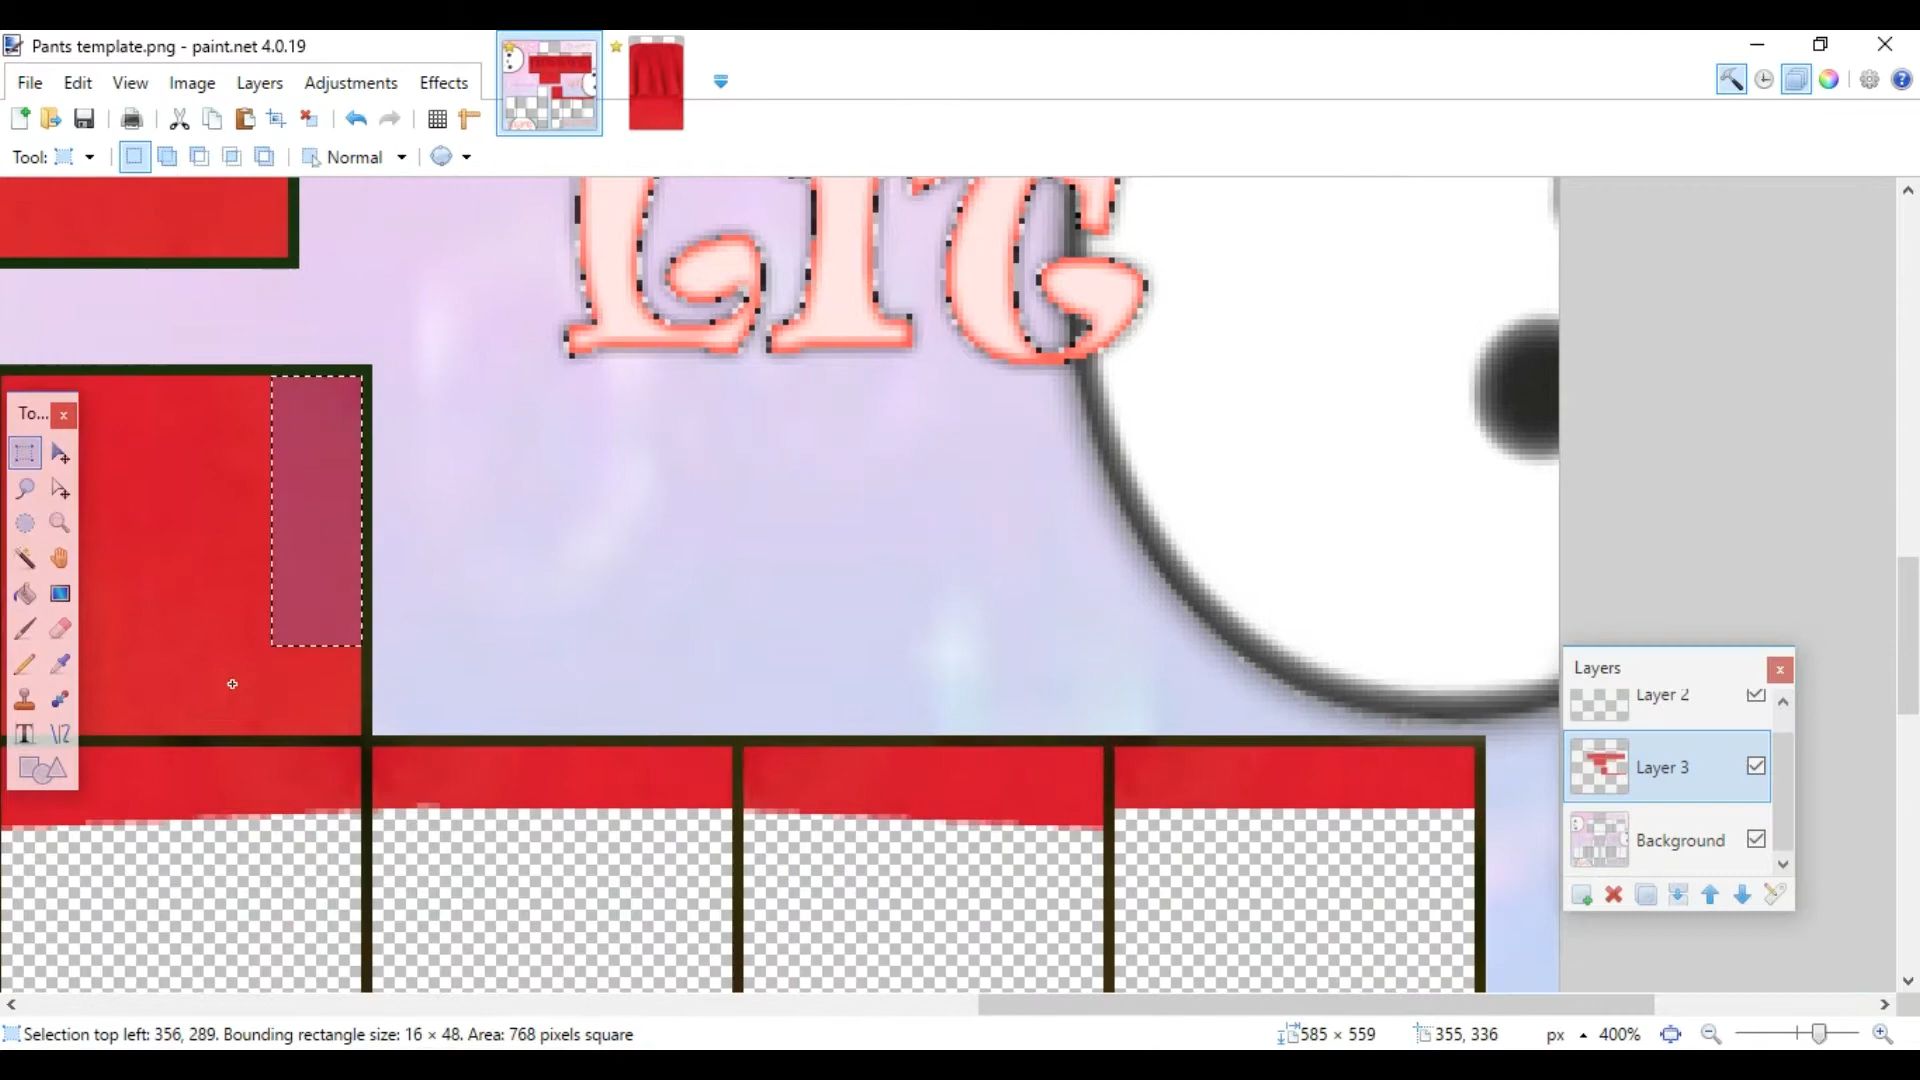 Pants template.png - paint.net 4.0.19
File Edit View Image Layers Adjustments Effects
Tool: Normal
To...
Layers
Layer 2
Layer 3
Background
Selection top left: 356, 289. Bounding rectangle size: 16 × 48. Area: 768 pixels square
585 × 559
355, 336
px
400%